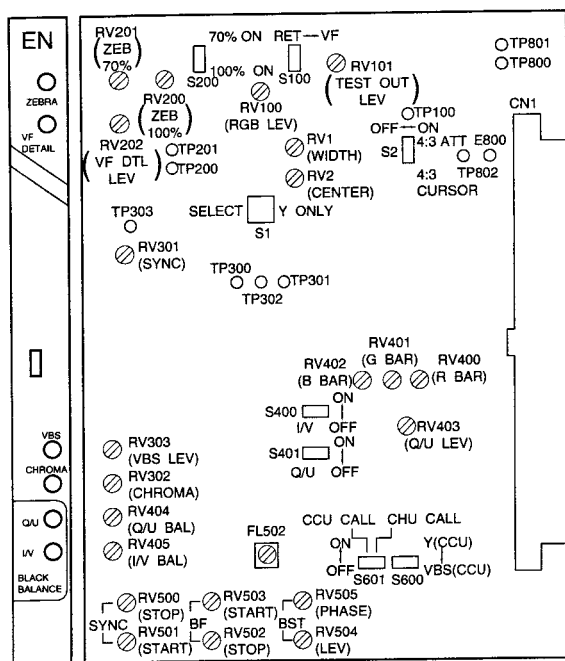 EN
ZEBRA
VF
DETAIL
VBS
CHROMA
Q/U
I/V
BLACK
BALANCE
RV201
(ZEB
70%)
S200
70% ON
100% ON
RET—VF
S100
RV101
(TEST OUT
LEV)
TP801
TP800
RV200
(ZEB
100%)
RV100
(RGB LEV)
TP100
OFF↔ON
CN1
RV202
(VF DTL
LEV)
TP201
TP200
RV1
(WIDTH)
S2
4:3 ATT
E800
TP802
RV2
(CENTER)
4:3
CURSOR
TP303
SELECT
Y ONLY
S1
RV301
(SYNC)
TP300
TP301
TP302
RV401
(G BAR)
RV402
(B BAR)
RV400
(R BAR)
S400
I/V
ON
OFF
RV403
(Q/U LEV)
S401
Q/U
ON
OFF
RV303
(VBS LEV)
RV302
(CHROMA)
RV404
(Q/U BAL)
RV405
(I/V BAL)
FL502
CCU CALL
CHU CALL
ON
OFF
S601
S600
Y(CCU)
VBS(CCU)
SYNC
RV500
(STOP)
RV501
(START)
BF
RV503
(START)
RV502
(STOP)
BST
RV505
(PHASE)
RV504
(LEV)